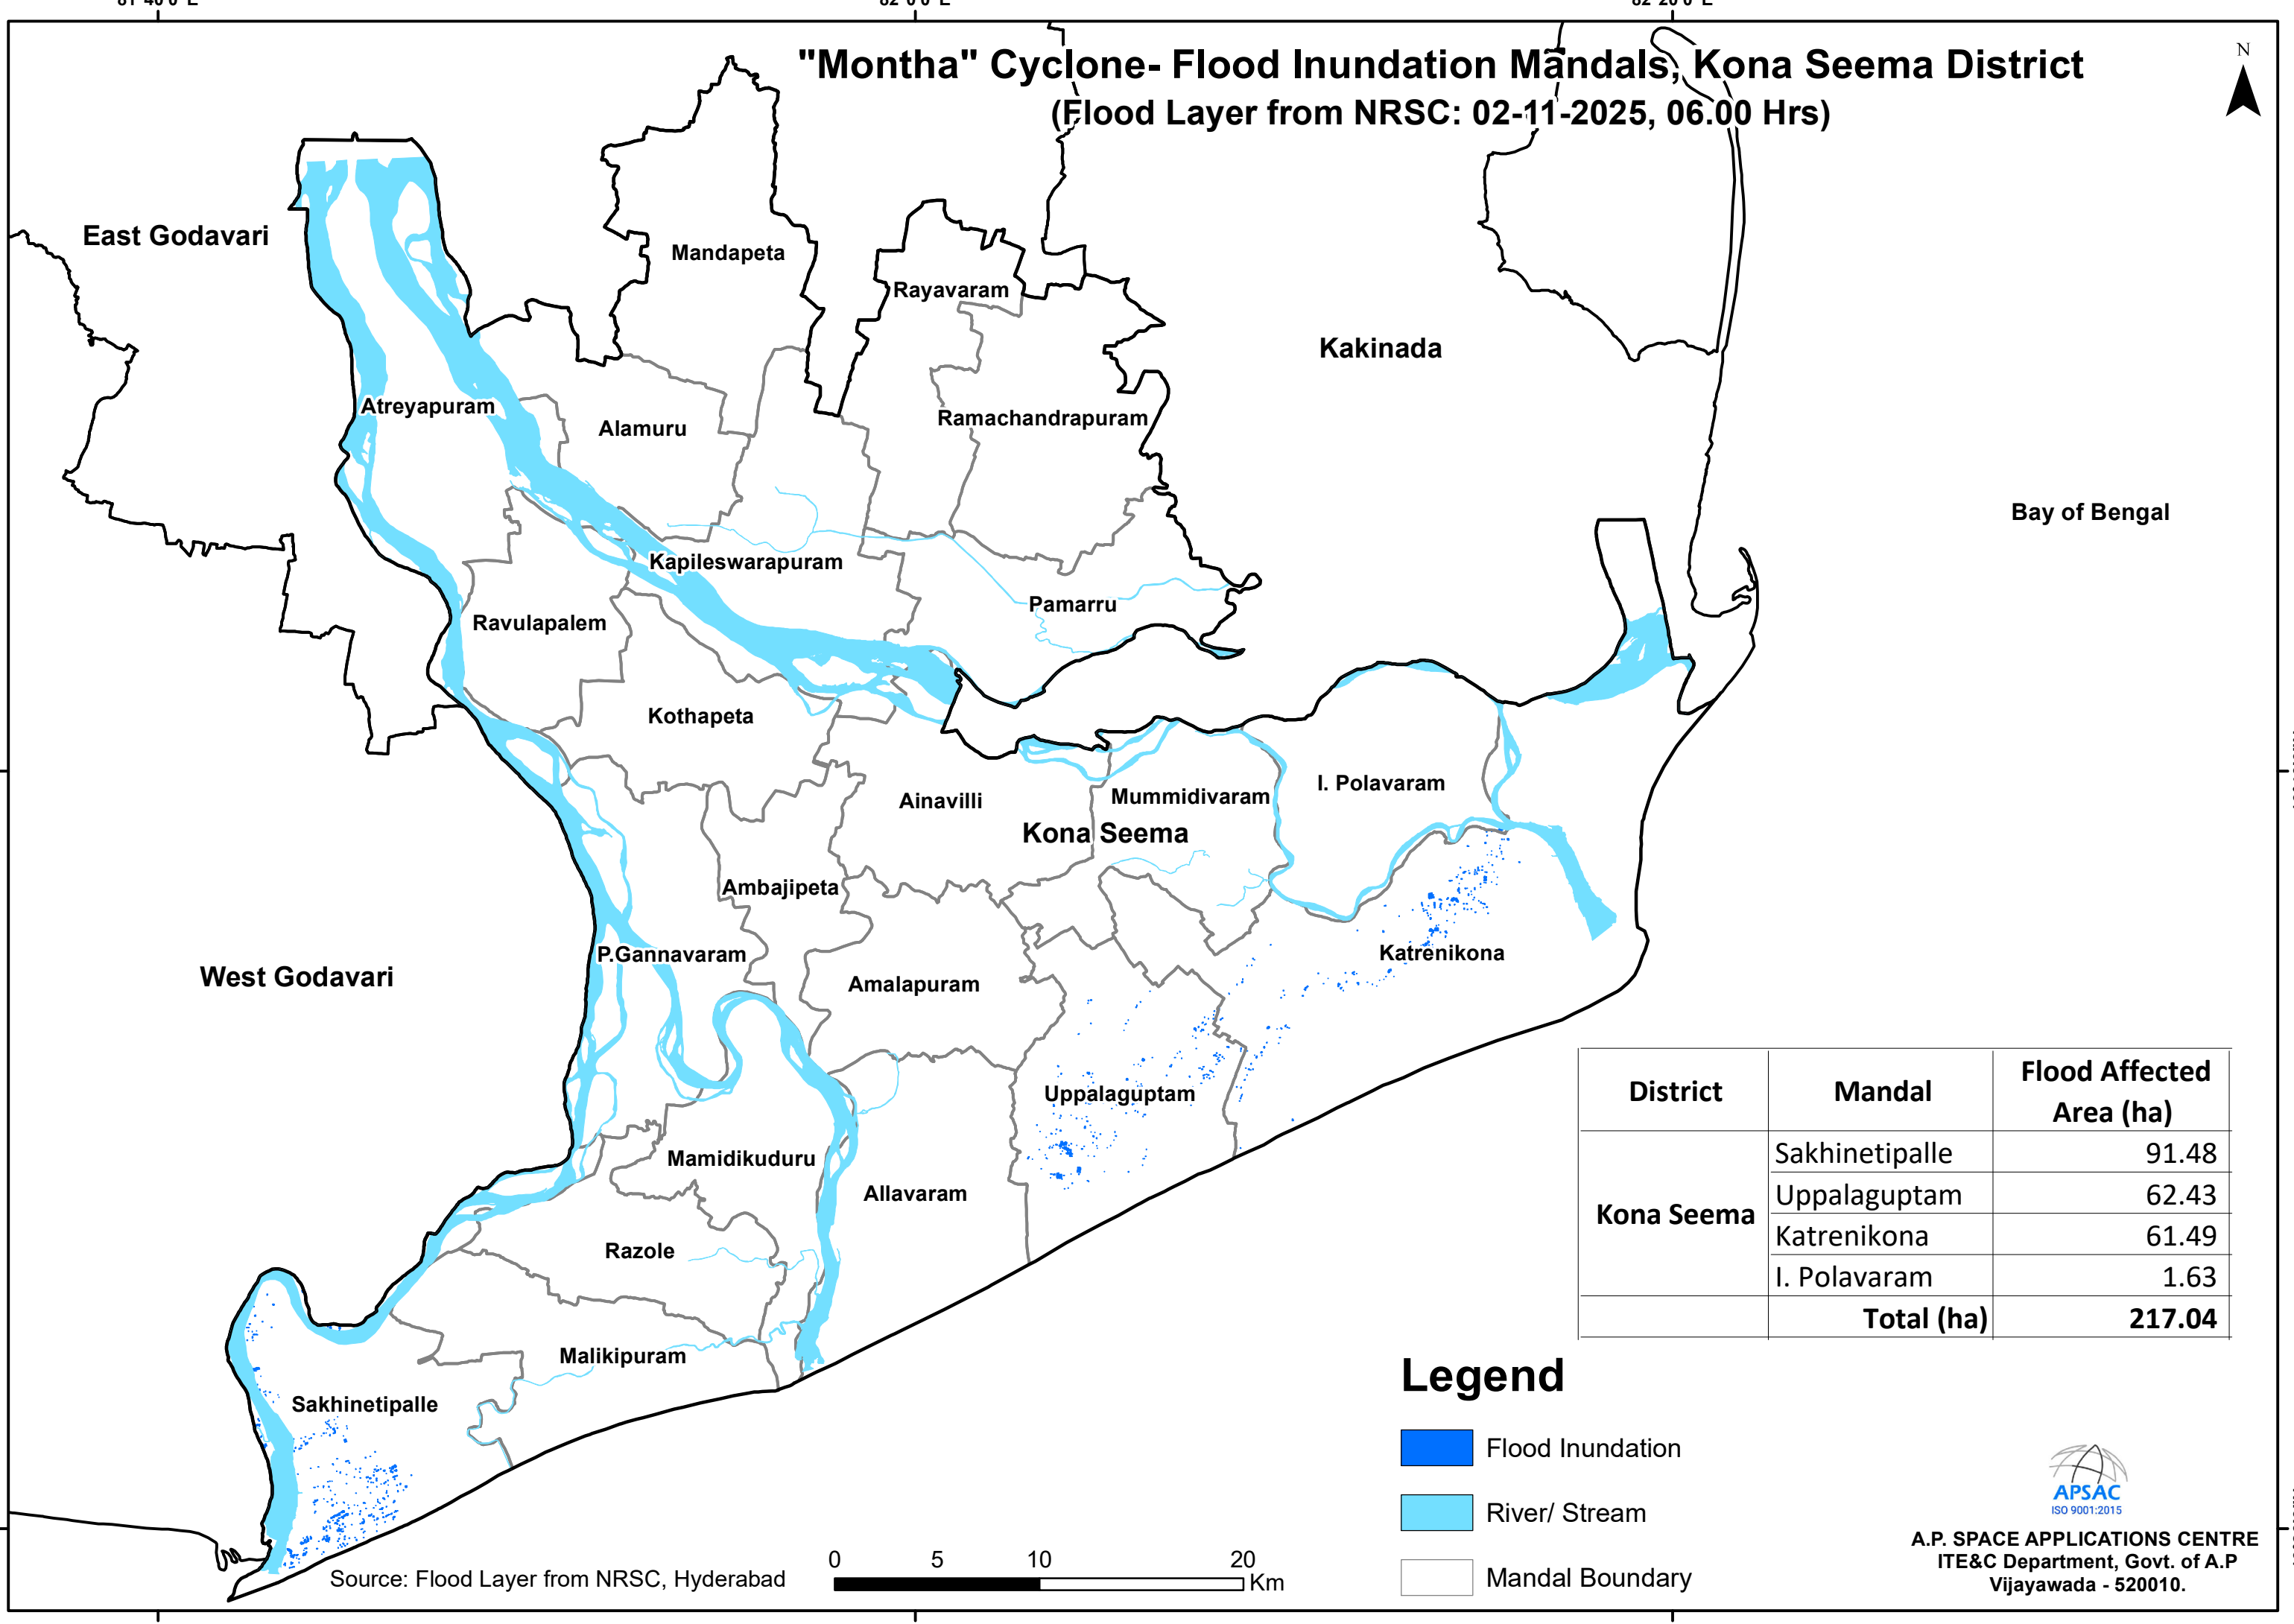 "Montha" Cyclone- Flood Inundation Mandals, Kona Seema District
(Flood Layer from NRSC: 02-11-2025, 06.00 Hrs)
N
East Godavari
Mandapeta
Rayavaram
Kakinada
Atreyapuram
Alamuru
Ramachandrapuram
Bay of Bengal
Kapileswarapuram
Pamarru
Ravulapalem
Kothapeta
Ainavilli
Mummidivaram
I. Polavaram
Kona Seema
Ambajipeta
P.Gannavaram
Katrenikona
West Godavari
Amalapuram
Uppalaguptam
Mamidikuduru
Allavaram
Razole
Malikipuram
Sakhinetipalle
District Mandal Flood Affected
Area (ha)
Kona Seema
Sakhinetipalle 91.48
Uppalaguptam 62.43
Katrenikona 61.49
I. Polavaram 1.63
Total (ha) 217.04
Legend
Flood Inundation
River/ Stream
Mandal Boundary
0 5 10 20
Km
Source: Flood Layer from NRSC, Hyderabad
APSAC
ISO 9001:2015
A.P. SPACE APPLICATIONS CENTRE
ITE&C Department, Govt. of A.P
Vijayawada - 520010.